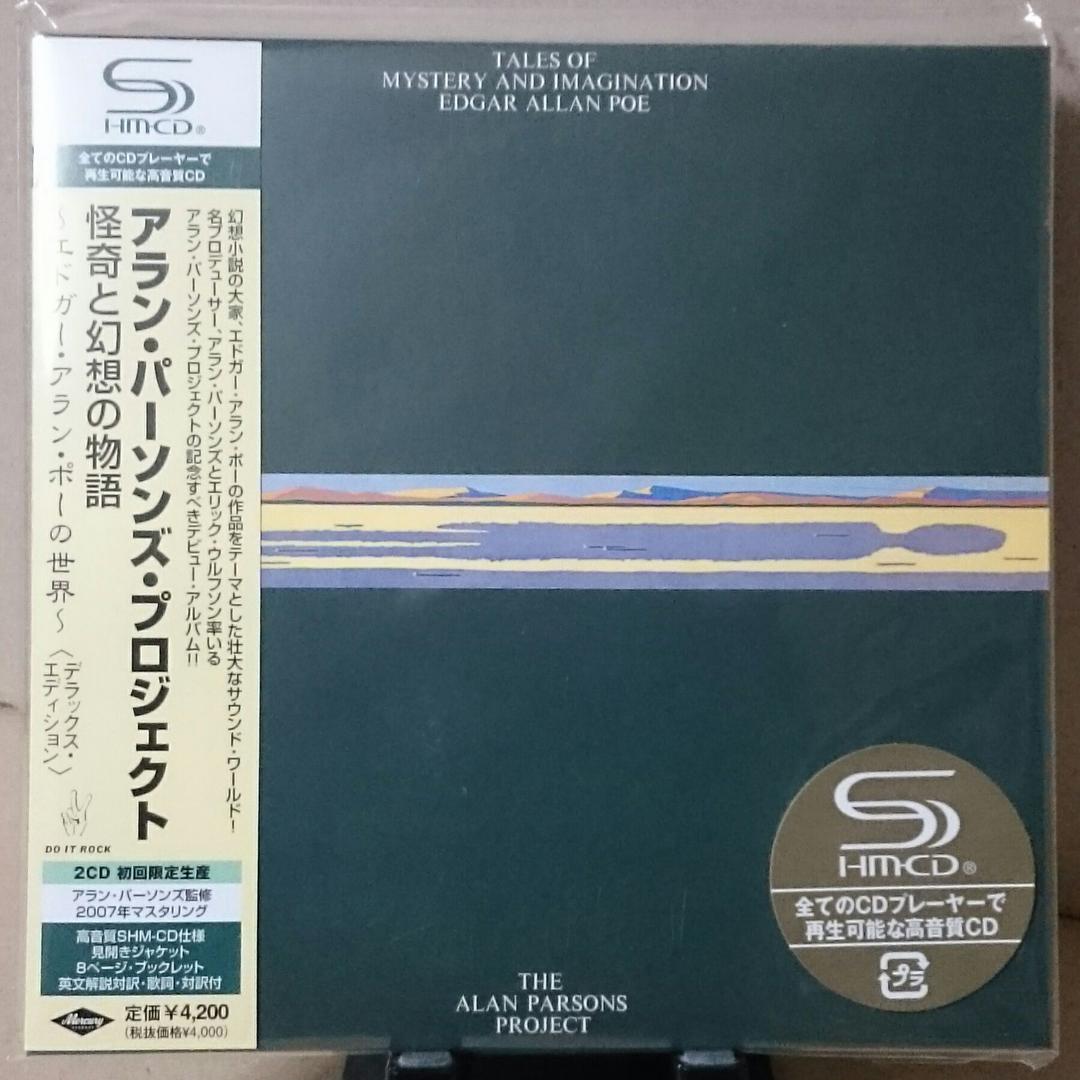 SHM-CD®
全てのCDプレーヤーで
再生可能な高音質CD
幻想小説の大家、エドガー・アラン・ポーの作品をテーマとした壮大なサウンド・ワールド！
名プロデューサー、アラン・パーソンズとエリック・ウルフソン率いる
アラン・パーソンズ・プロジェクトの記念すべきデビュー・アルバム!!
アラン・パーソンズ・プロジェクト
怪奇と幻想の物語
～エドガー・アラン・ポーの世界～
〈デラックス・
エディション〉
DO IT ROCK
2CD 初回限定生産
アラン・パーソンズ監修
2007年マスタリング
高音質SHM-CD仕様
見開きジャケット
8ページ・ブックレット
英文解説対訳・歌詞・対訳付
Mercury
定価￥4,200
(税抜価格￥4,000)
TALES OF
MYSTERY AND IMAGINATION
EDGAR ALLAN POE
SHM-CD®
全てのCDプレーヤーで
再生可能な高音質CD
プラ
THE
ALAN PARSONS
PROJECT